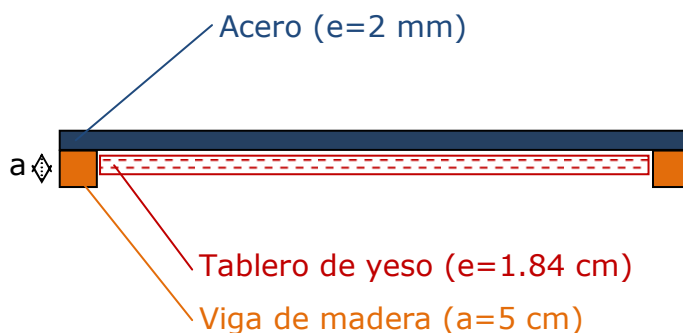 Acero (e=2 mm)
a
Tablero de yeso (e=1.84 cm)
Viga de madera (a=5 cm)